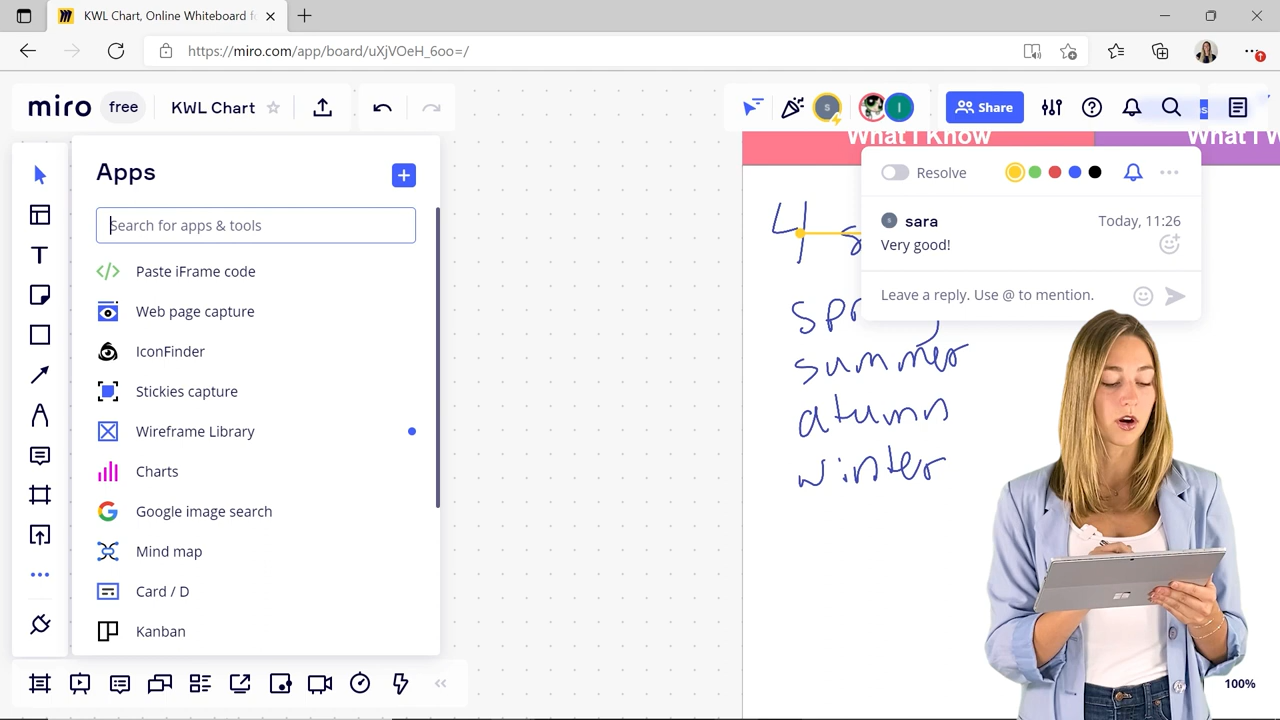 KWL Chart, Online Whiteboard f
https://miro.com/app/board/uXjVOeH_6oo=/
miro free KWL Chart
Share
What I Know
What I W
Apps
Search for apps & tools
Paste iFrame code
Web page capture
IconFinder
Stickies capture
Wireframe Library
Charts
Google image search
Mind map
Card / D
Kanban
Resolve
sara Today, 11:26
Very good!
Leave a reply. Use @ to mention.
4 s
spr
summer
atumn
winter
100%